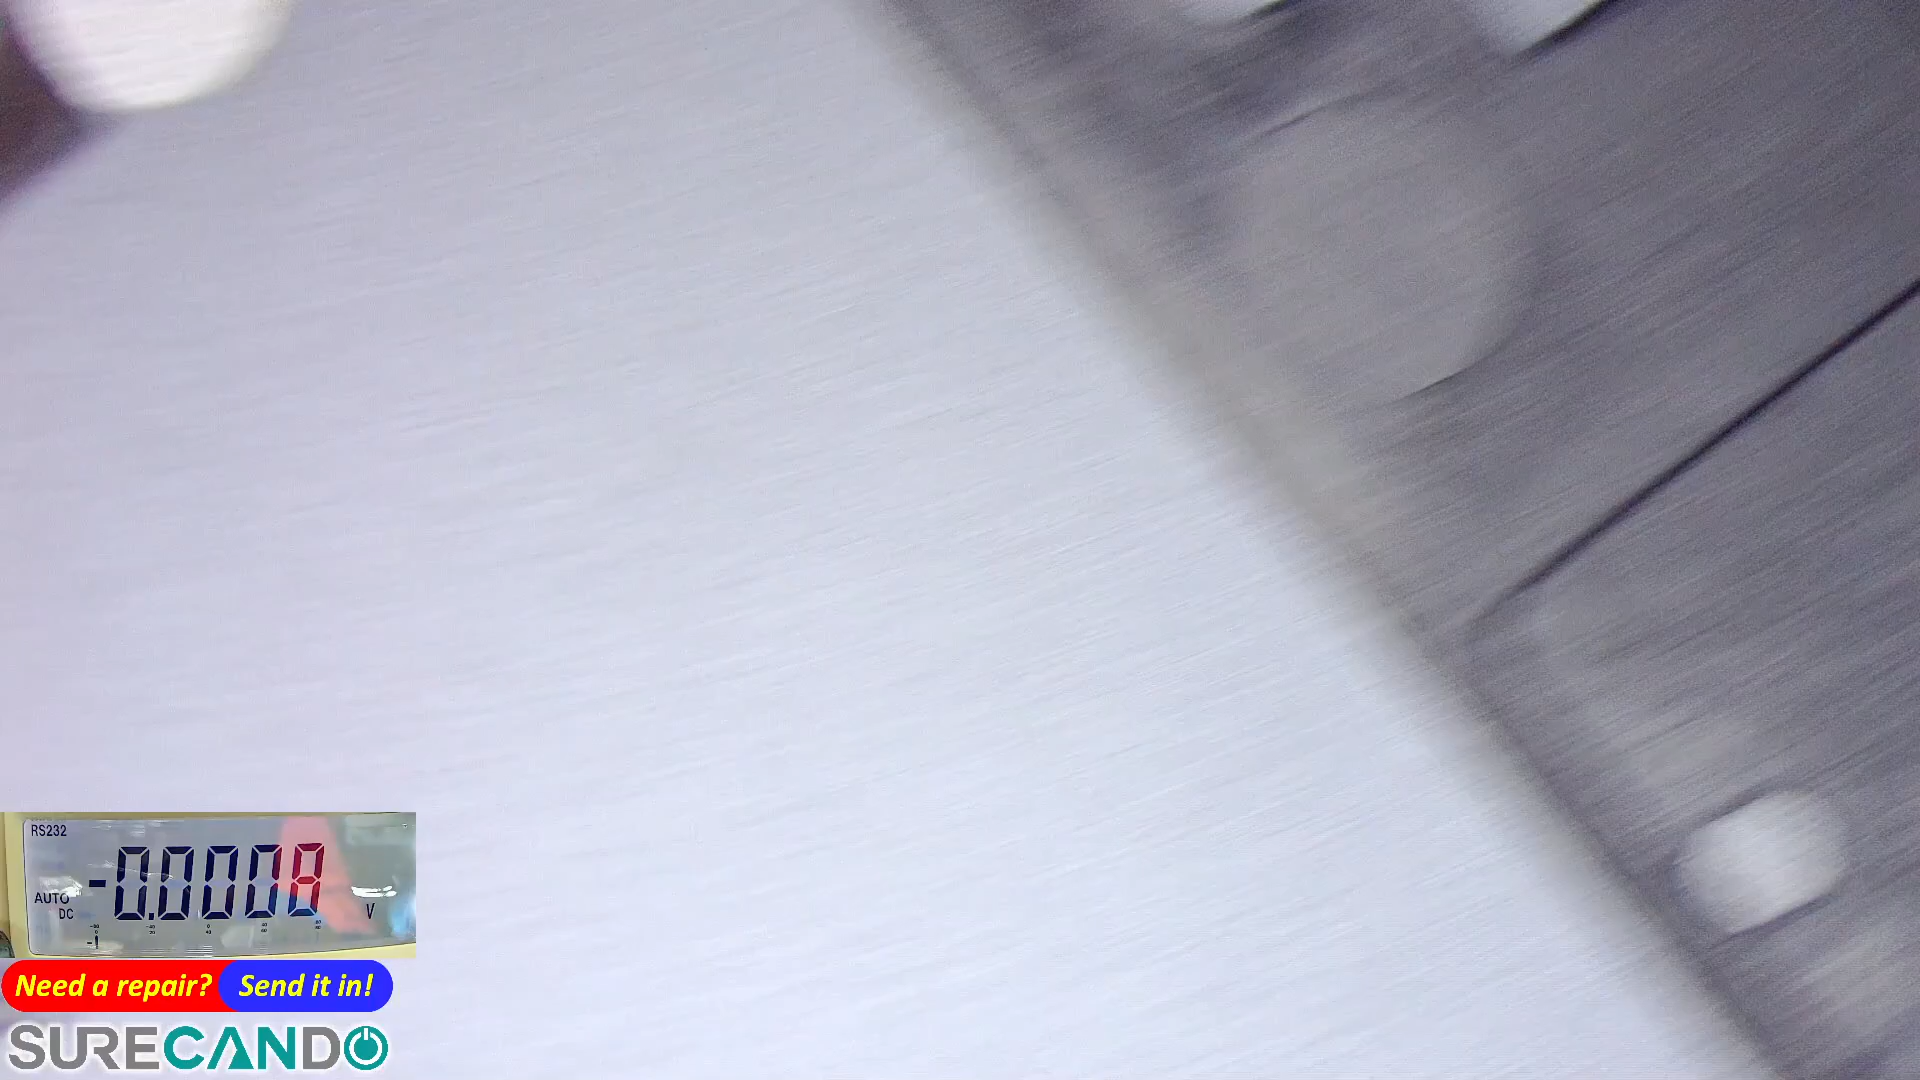 RS232
-0.0008
AUTO
DC
V
Need a repair? Send it in!
SURECANDO